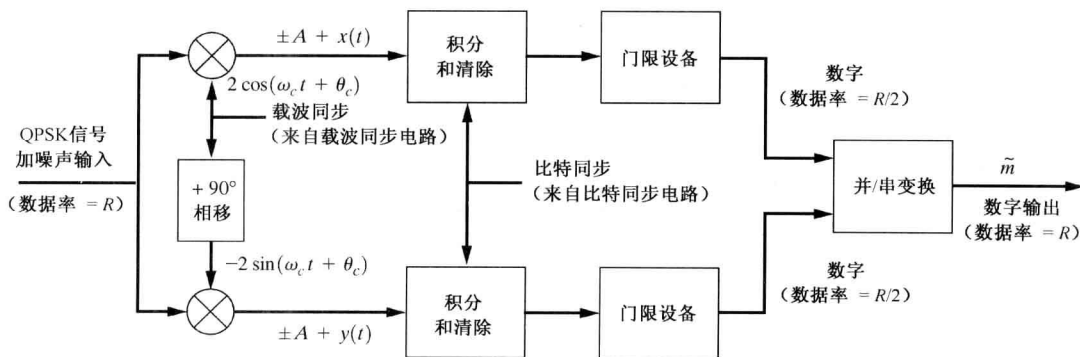 ±A + x(t)
积分
和清除
门限设备
2 cos(ω_c t + θ_c)
载波同步
(来自载波同步电路)
数字
(数据率 = R/2)
QPSK信号
加噪声输入
(数据率 = R)
+ 90°
相移
比特同步
(来自比特同步电路)
并/串变换
m̃
数字输出
(数据率 = R)
−2 sin(ω_c t + θ_c)
±A + y(t)
积分
和清除
门限设备
数字
(数据率 = R/2)